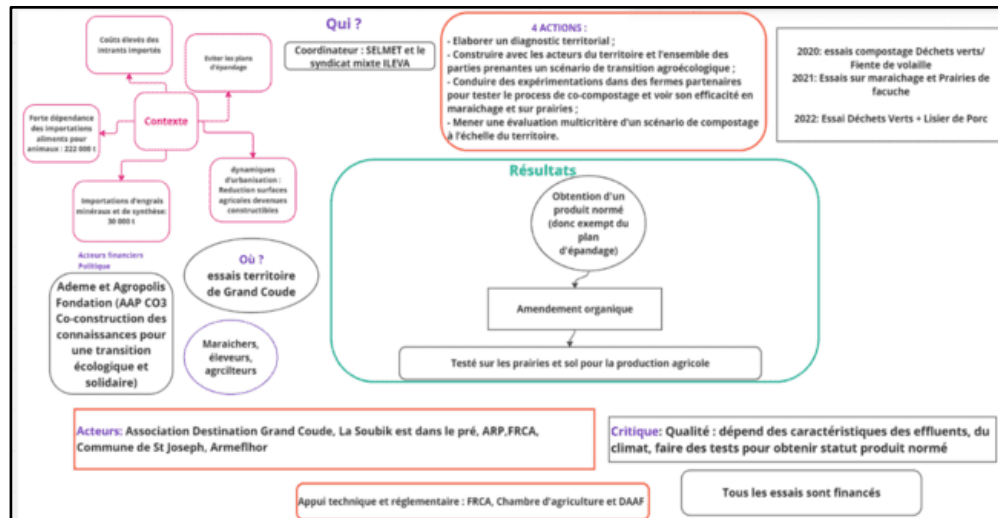 Coûts élevés des
intrants importés
Eviter les plans
d'épandage
Contexte
Forte dépendance
des importations
aliments pour
animaux : 222 000 t
Importations d'engrais
minéraux et de synthèse:
30 000 t
dynamiques
d'urbanisation :
Reduction surfaces
agricoles devenues
constructibles
Qui ?
Coordinateur : SELMET et le
syndicat mixte ILEVA
4 ACTIONS :
- Elaborer un diagnostic territorial ;
- Construire avec les acteurs du territoire et l'ensemble des
parties prenantes un scénario de transition agroécologique ;
- Conduire des expérimentations dans des fermes partenaires
pour tester le process de co-compostage et voir son efficacité en
maraichage et sur prairies ;
- Mener une évaluation multicritère d'un scénario de compostage
à l'échelle du territoire.
2020: essais compostage Déchets verts/
Fiente de volaille
2021: Essais sur maraichage et Prairies de
facuche
2022: Essai Déchets Verts + Lisier de Porc
Acteurs financiers
Politique
Ademe et Agropolis
Fondation (AAP CO3
Co-construction des
connaissances pour
une transition
écologique et
solidaire)
Où ?
essais territoire
de Grand Coude
Maraichers,
éleveurs,
agrcilteurs
Résultats
Obtention d'un
produit normé
(donc exempt du
plan
d'épandage)
Amendement organique
Testé sur les prairies et sol pour la production agricole
Acteurs: Association Destination Grand Coude, La Soubik est dans le pré, ARP,FRCA,
Commune de St Joseph, Armeflhor
Critique: Qualité : dépend des caractéristiques des effluents, du
climat, faire des tests pour obtenir statut produit normé
Appui technique et réglementaire : FRCA, Chambre d'agriculture et DAAF
Tous les essais sont financés